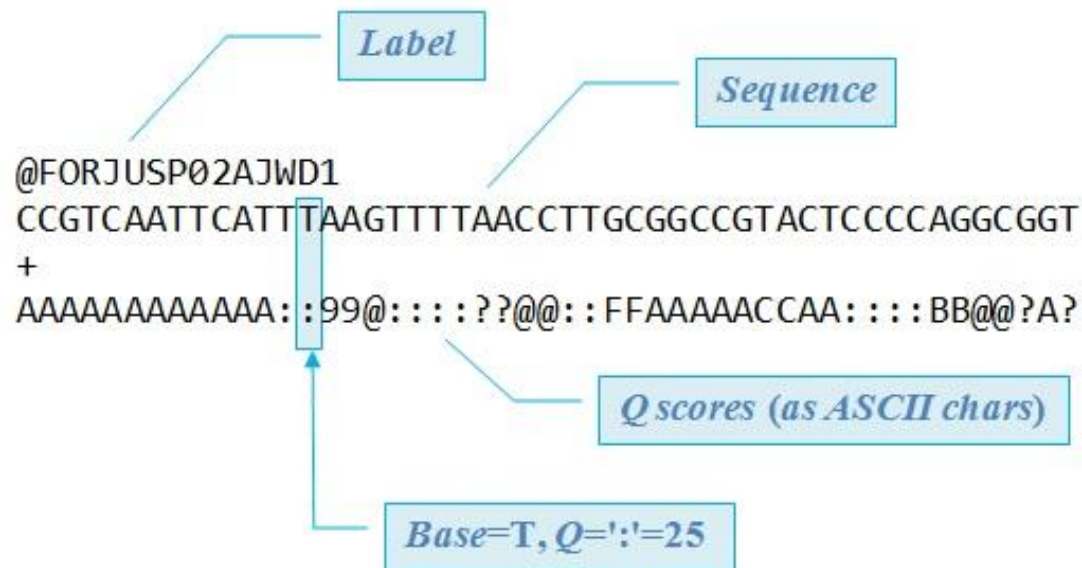 Label
Sequence
@FORJUSP02AJWD1
CCGTCAATTCATTTAAGTTTTAACCTTGCGGCCGTACTCCCCAGGCGGT
+
AAAAAAAAAAAA::99@::::??@@::FFAAAAACCAA::::BB@@?A?
Q scores (as ASCII chars)
Base=T, Q=':'=25